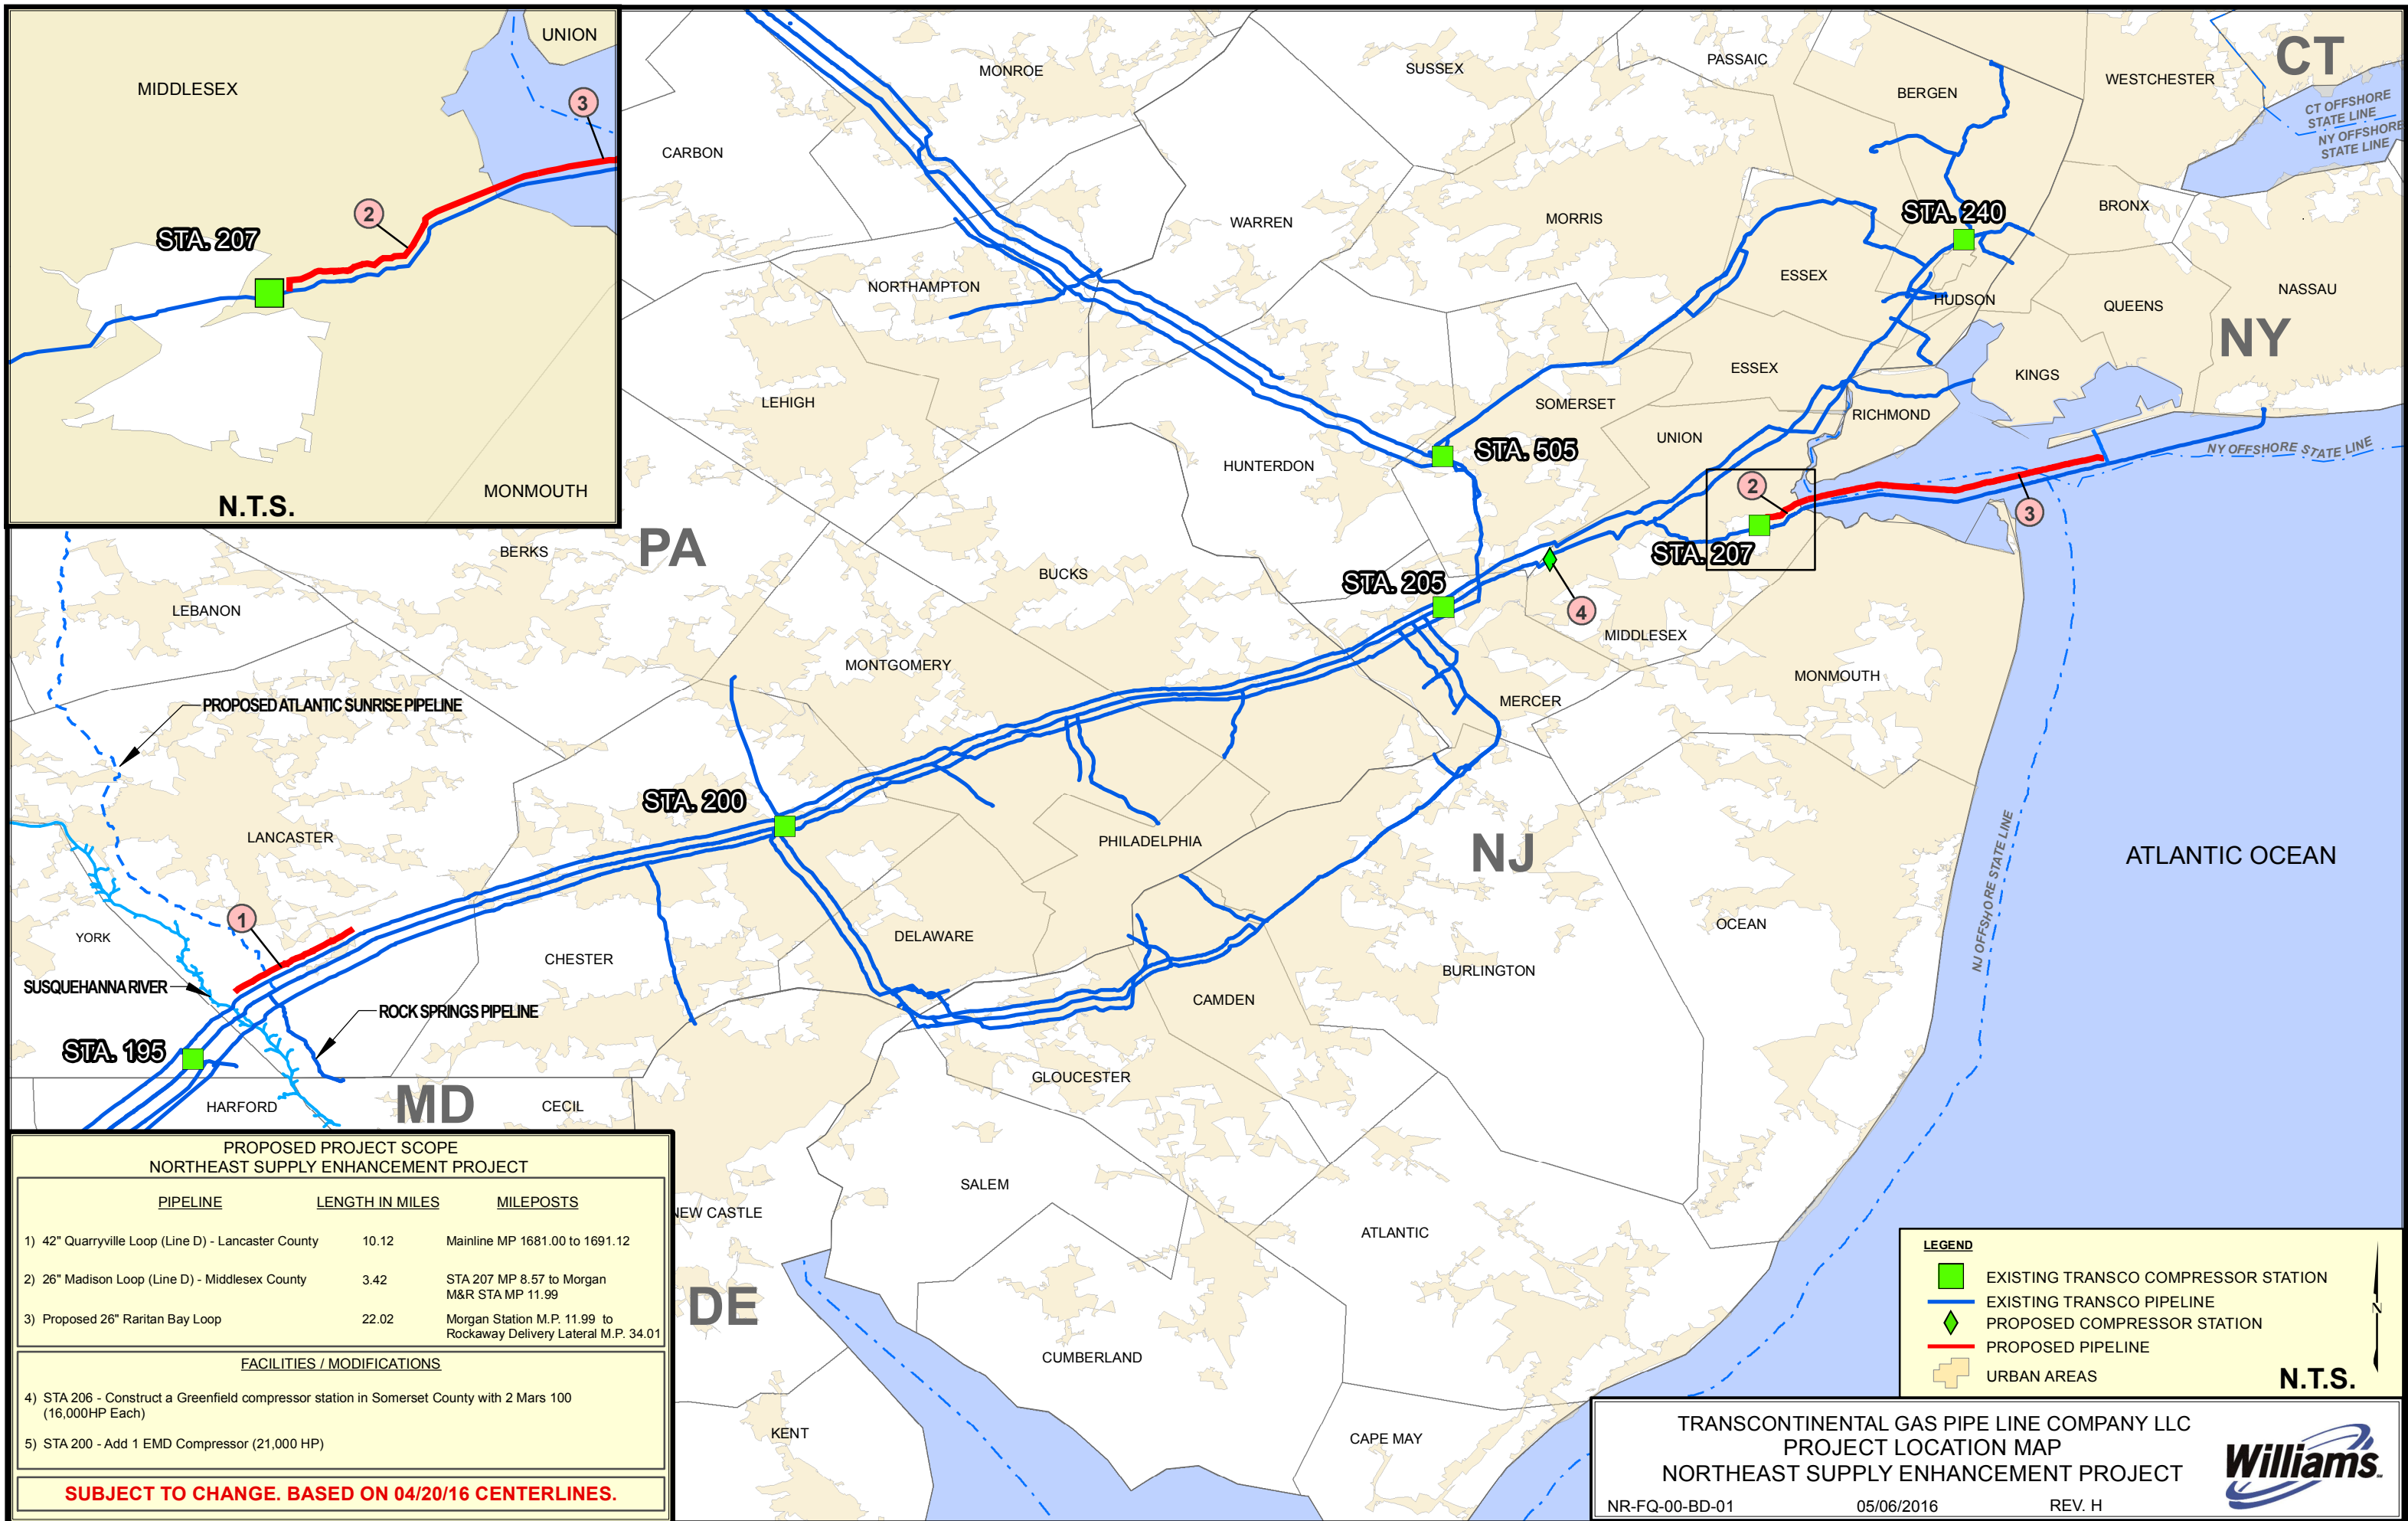 MIDDLESEX
UNION
3
2
STA. 207
MONMOUTH
N.T.S.
MONROE
SUSSEX
PASSAIC
BERGEN
WESTCHESTER
CT
CT OFFSHORE
STATE LINE
NY OFFSHORE
STATE LINE
CARBON
WARREN
MORRIS
STA. 240
BRONX
NORTHAMPTON
ESSEX
HUDSON
QUEENS
NASSAU
NY
LEHIGH
ESSEX
KINGS
SOMERSET
RICHMOND
UNION
STA. 505
HUNTERDON
NY OFFSHORE STATE LINE
2
3
STA. 207
PA
BERKS
BUCKS
STA. 205
4
LEBANON
MIDDLESEX
MONTGOMERY
MONMOUTH
MERCER
PROPOSED ATLANTIC SUNRISE PIPELINE
STA. 200
LANCASTER
PHILADELPHIA
NJ
NJ OFFSHORE STATE LINE
ATLANTIC OCEAN
1
YORK
DELAWARE
OCEAN
CHESTER
BURLINGTON
SUSQUEHANNA RIVER
CAMDEN
ROCK SPRINGS PIPELINE
STA. 195
GLOUCESTER
HARFORD
MD
CECIL
SALEM
NEW CASTLE
ATLANTIC
DE
CUMBERLAND
KENT
CAPE MAY
PROPOSED PROJECT SCOPE
NORTHEAST SUPPLY ENHANCEMENT PROJECT
PIPELINE LENGTH IN MILES MILEPOSTS
1) 42" Quarryville Loop (Line D) - Lancaster County 10.12 Mainline MP 1681.00 to 1691.12
2) 26" Madison Loop (Line D) - Middlesex County 3.42 STA 207 MP 8.57 to Morgan
M&R STA MP 11.99
3) Proposed 26" Raritan Bay Loop 22.02 Morgan Station M.P. 11.99 to
Rockaway Delivery Lateral M.P. 34.01
FACILITIES / MODIFICATIONS
4) STA 206 - Construct a Greenfield compressor station in Somerset County with 2 Mars 100
(16,000HP Each)
5) STA 200 - Add 1 EMD Compressor (21,000 HP)
SUBJECT TO CHANGE. BASED ON 04/20/16 CENTERLINES.
LEGEND
EXISTING TRANSCO COMPRESSOR STATION
EXISTING TRANSCO PIPELINE
PROPOSED COMPRESSOR STATION
PROPOSED PIPELINE
URBAN AREAS
N
N.T.S.
TRANSCONTINENTAL GAS PIPE LINE COMPANY LLC
PROJECT LOCATION MAP
NORTHEAST SUPPLY ENHANCEMENT PROJECT
NR-FQ-00-BD-01 05/06/2016 REV. H
Williams